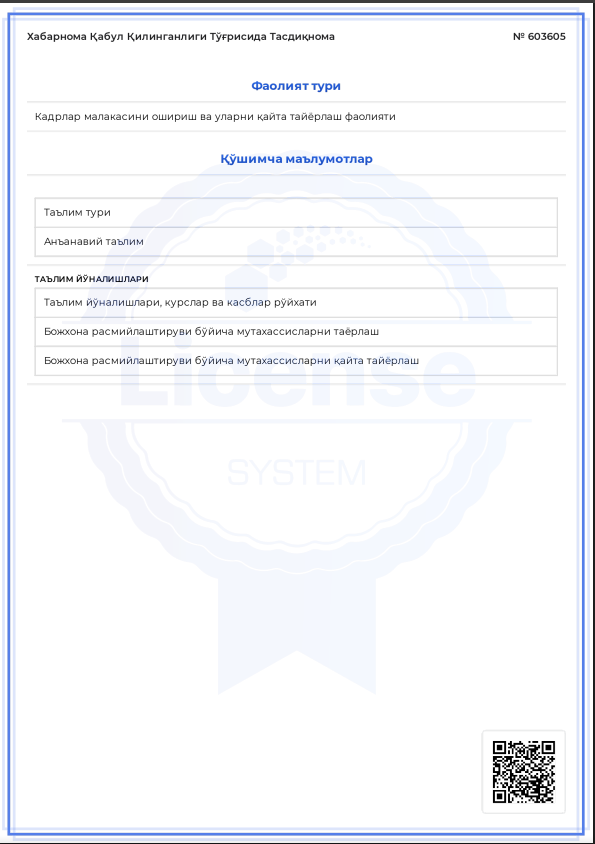 Хабарнома Қабул Қилинганлиги Тўғрисида Тасдиқнома № 603605
Фаолият тури
Кадрлар малакасини ошириш ва уларни қайта тайёрлаш фаолияти
Қўшимча маълумотлар
Таълим тури
Анъанавий таълим
ТАЪЛИМ ЙЎНАЛИШЛАРИ
Таълим йўналишлари, курслар ва касблар рўйхати
Божхона расмийлаштируви бўйича мутахассисларни таёрлаш
Божхона расмийлаштируви бўйича мутахассисларни қайта тайёрлаш
License
SYSTEM